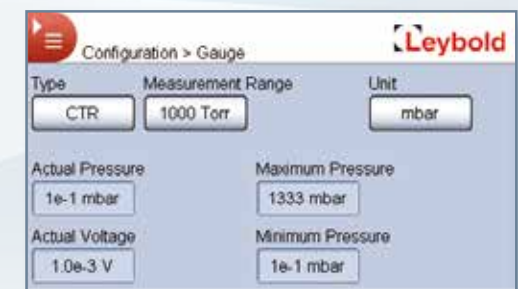 Configuration > Gauge
Leybold
Type Measurement Range Unit
CTR 1000 Torr mbar
Actual Pressure Maximum Pressure
1e-1 mbar 1333 mbar
Actual Voltage Minimum Pressure
1.0e-3 V 1e-1 mbar